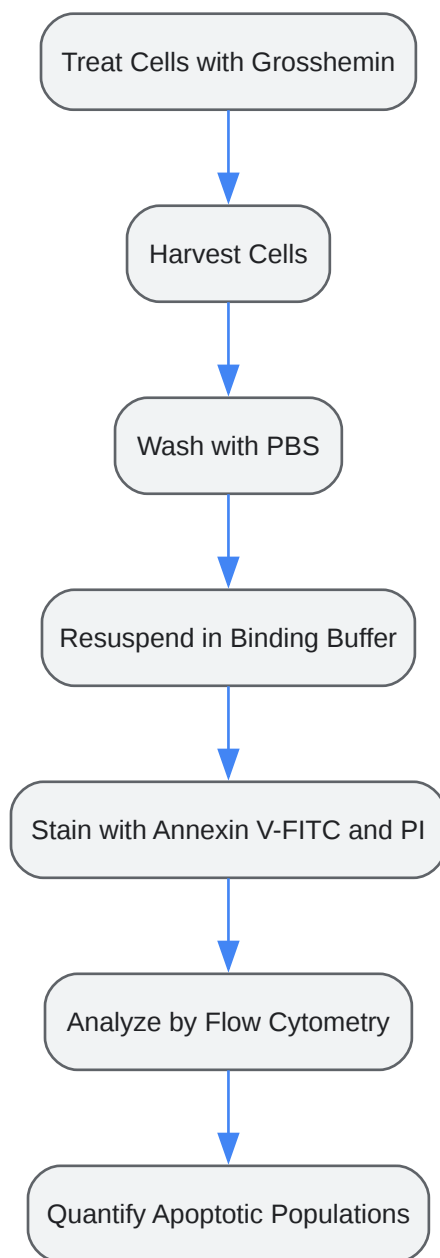 Treat Cells with Grosshemin
Harvest Cells
Wash with PBS
Resuspend in Binding Buffer
Stain with Annexin V-FITC and PI
Analyze by Flow Cytometry
Quantify Apoptotic Populations